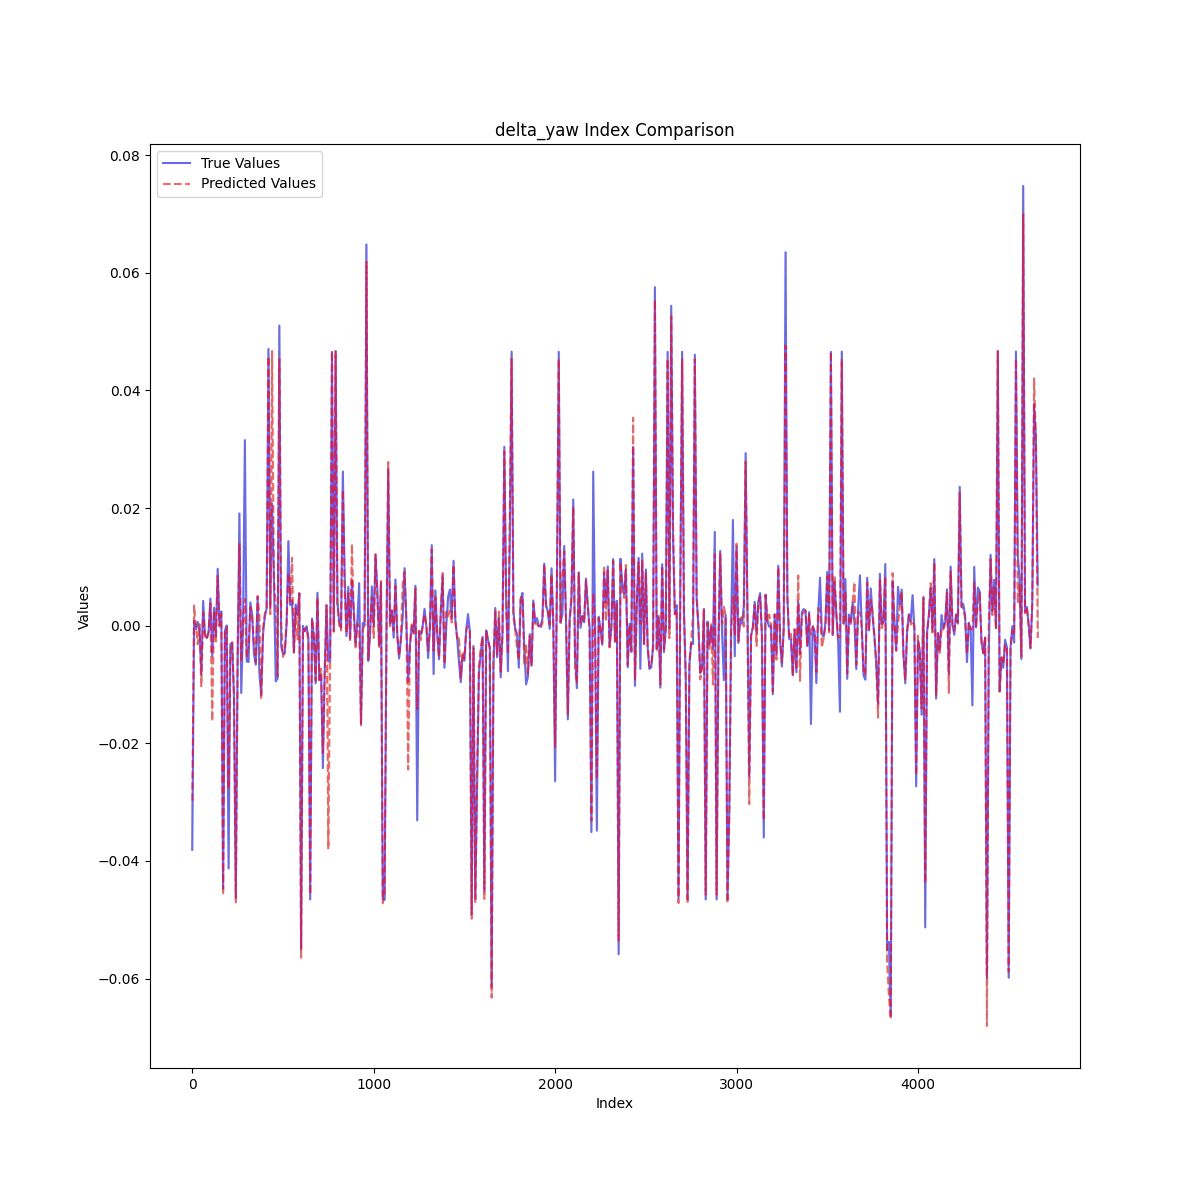 delta_yaw Index Comparison
True Values
Predicted Values
0.08
0.06
0.04
0.02
0.00
−0.02
−0.04
−0.06
Values
0 1000 2000 3000 4000
Index